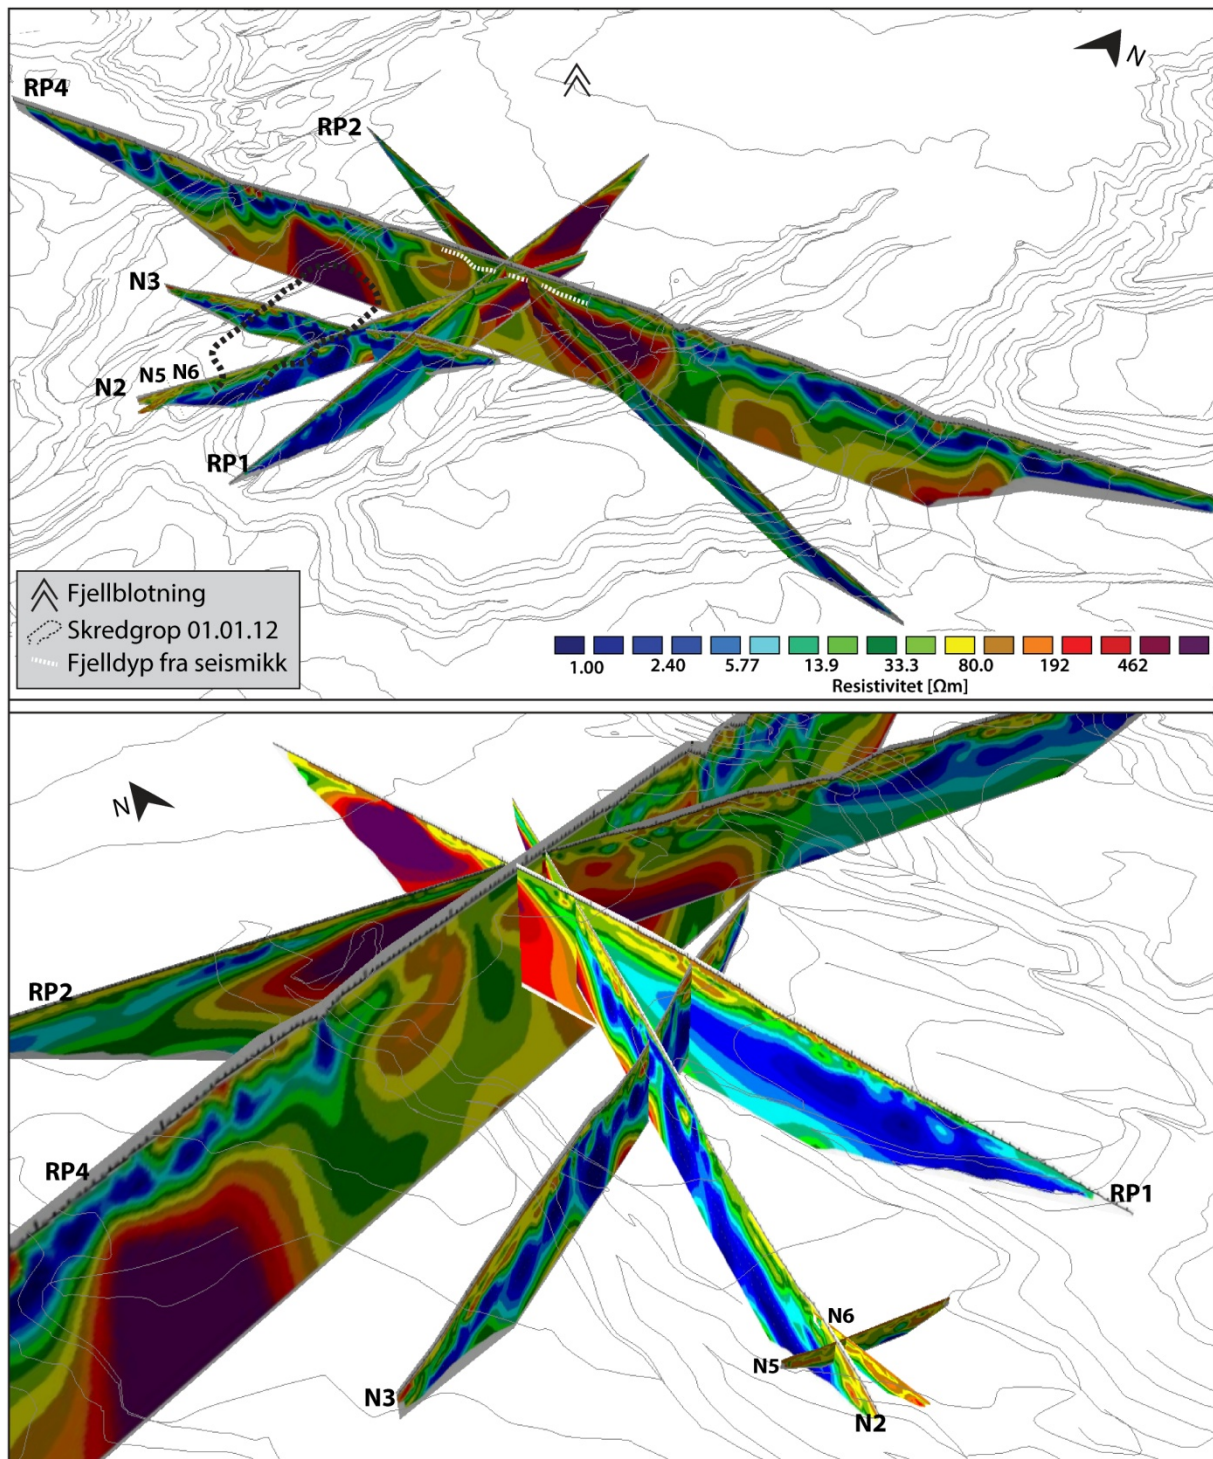 RP4
N
RP2
N3
N5 N6
N2
RP1
Fjellblotning
Skredgrop 01.01.12
Fjelldyp fra seismikk
1.00 2.40 5.77 13.9 33.3 80.0 192 462
Resistivitet [Ωm]
N
RP2
RP4
RP1
N6
N5
N3
N2